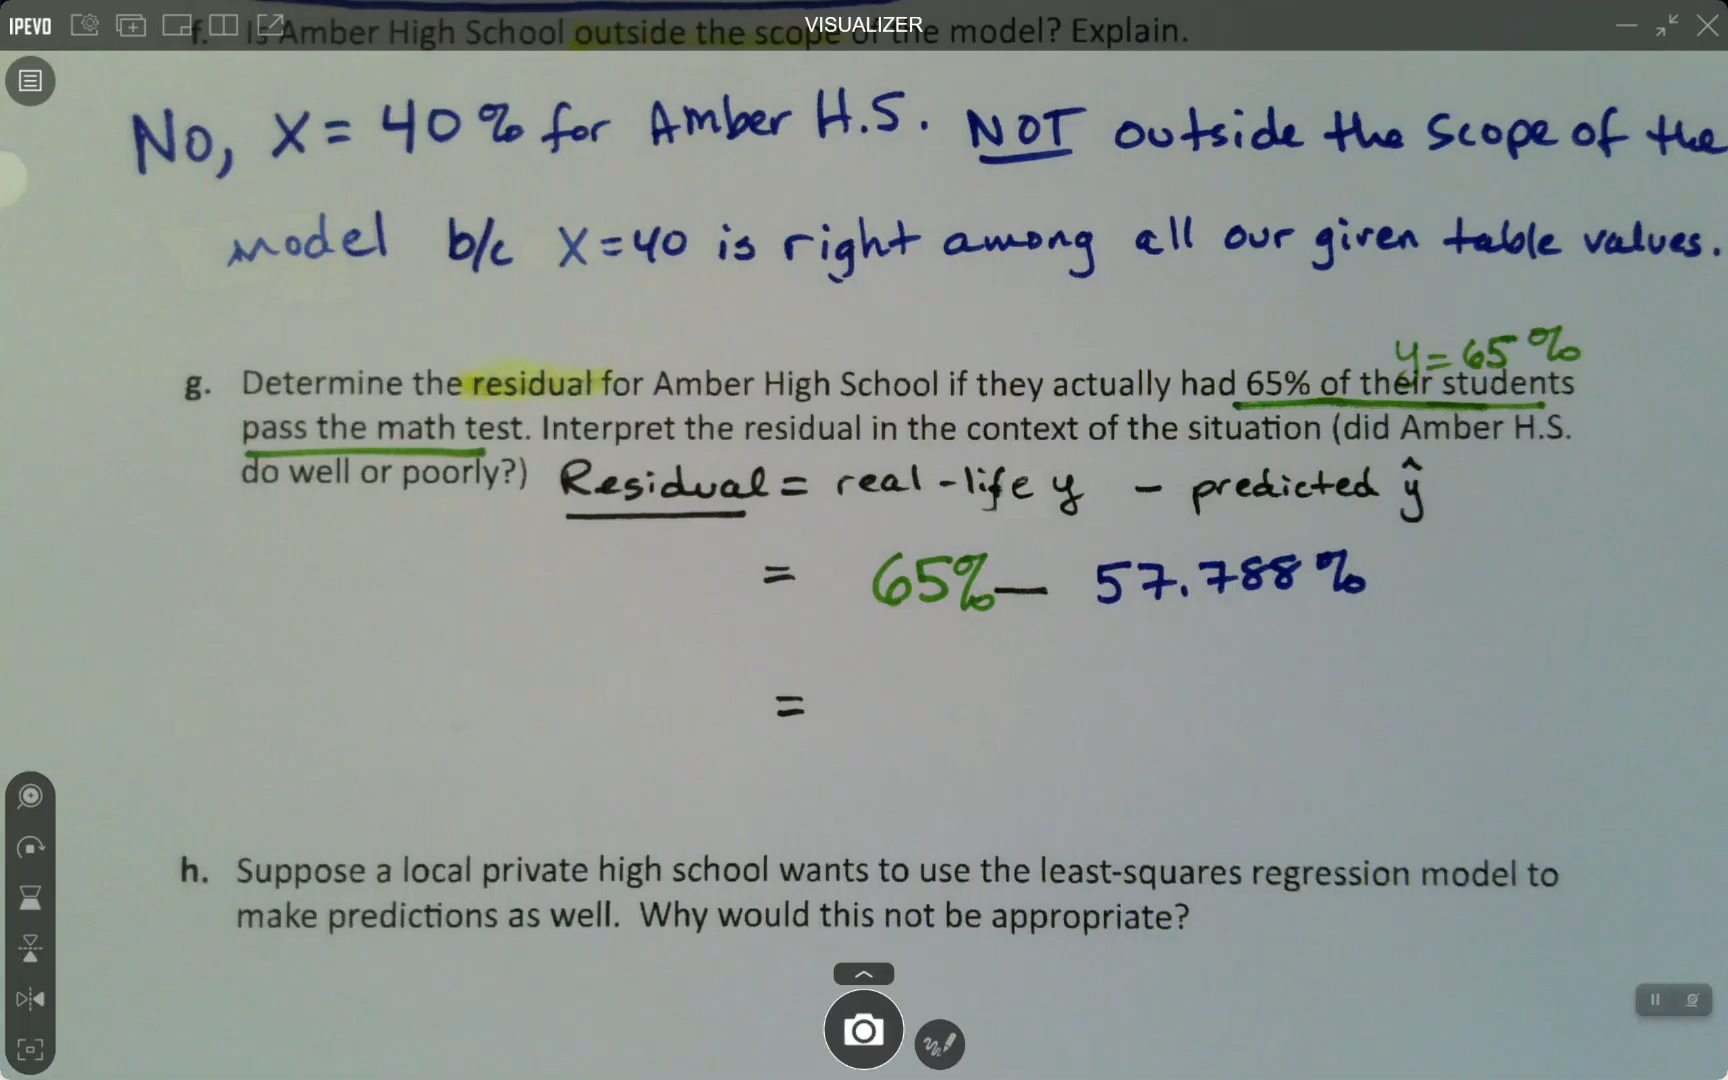 IPEVO
VISUALIZER
f. Is Amber High School outside the scope of the model? Explain.
No, X = 40% for Amber H.S. NOT outside the scope of the
model b/c X=40 is right among all our given table values.
y=65%
g. Determine the residual for Amber High School if they actually had 65% of their students
pass the math test. Interpret the residual in the context of the situation (did Amber H.S.
do well or poorly?) Residual = real-life y - predicted ŷ
= 65% — 57.788%
=
h. Suppose a local private high school wants to use the least-squares regression model to
make predictions as well. Why would this not be appropriate?